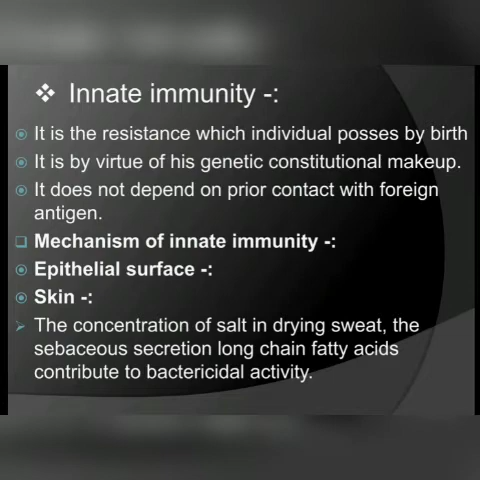 Innate immunity -:
It is the resistance which individual posses by birth
It is by virtue of his genetic constitutional makeup.
It does not depend on prior contact with foreign
antigen.
Mechanism of innate immunity -:
Epithelial surface -:
Skin -:
The concentration of salt in drying sweat, the
sebaceous secretion long chain fatty acids
contribute to bactericidal activity.